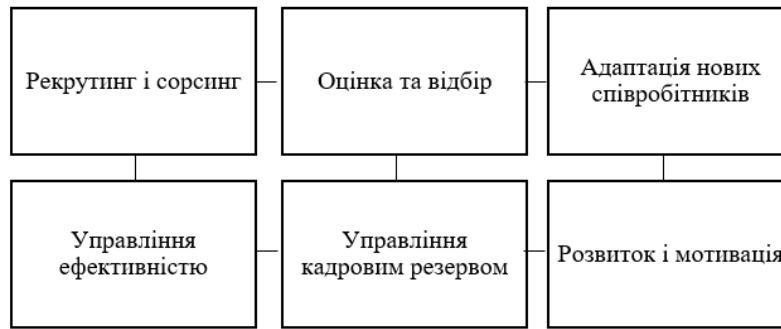 Рекрутинг і сорсинг
Оцінка та відбір
Адаптація нових
співробітників
Управління
ефективністю
Управління
кадровим резервом
Розвиток і мотивація